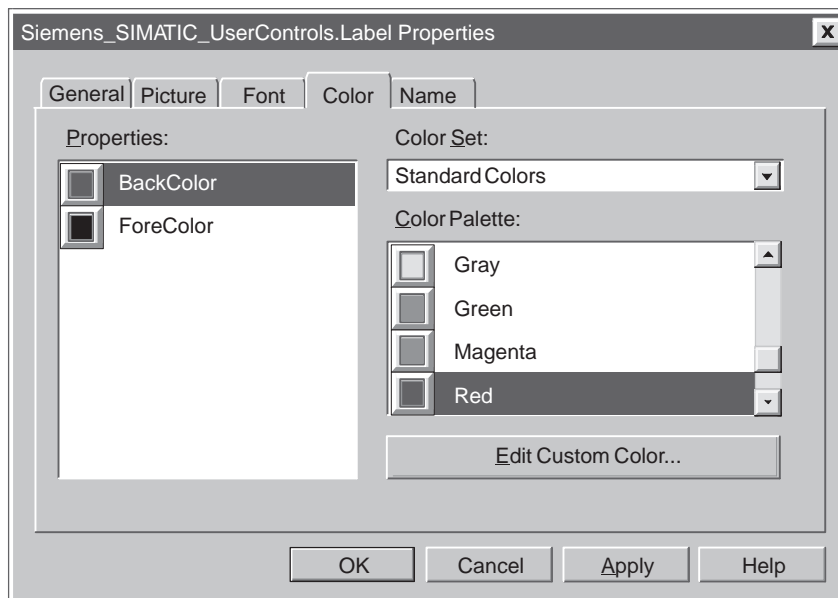 Siemens_SIMATIC_UserControls.Label Properties
X
General Picture Font Color Name
Properties:
BackColor
ForeColor
Color Set:
Standard Colors
Color Palette:
Gray
Green
Magenta
Red
Edit Custom Color...
OK Cancel Apply Help